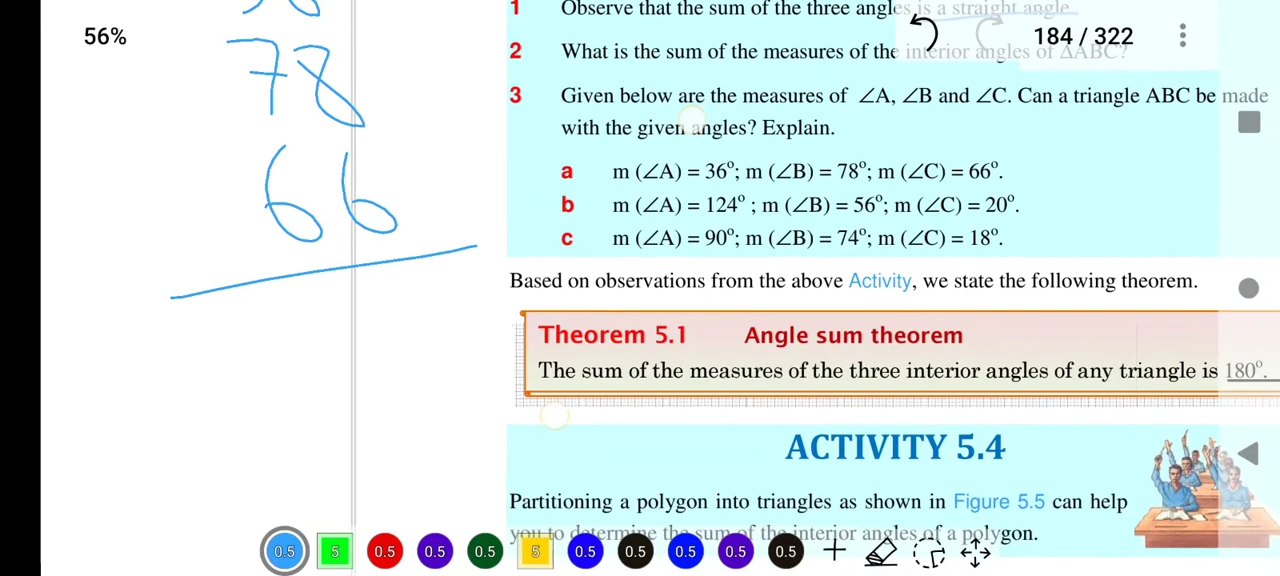 56%
184 / 322
1 Observe that the sum of the three angles is a straight angle
2 What is the sum of the measures of the interior angles of ΔABC?
3 Given below are the measures of ∠A, ∠B and ∠C. Can a triangle ABC be made
with the given angles? Explain.
a m (∠A) = 36°; m (∠B) = 78°; m (∠C) = 66°.
b m (∠A) = 124° ; m (∠B) = 56°; m (∠C) = 20°.
c m (∠A) = 90°; m (∠B) = 74°; m (∠C) = 18°.
Based on observations from the above Activity, we state the following theorem.
Theorem 5.1 Angle sum theorem
The sum of the measures of the three interior angles of any triangle is 180°.
ACTIVITY 5.4
Partitioning a polygon into triangles as shown in Figure 5.5 can help
you to determine the sum of the interior angles of a polygon.
78
66
0.5 5 0.5 0.5 0.5 5 0.5 0.5 0.5 0.5 0.5